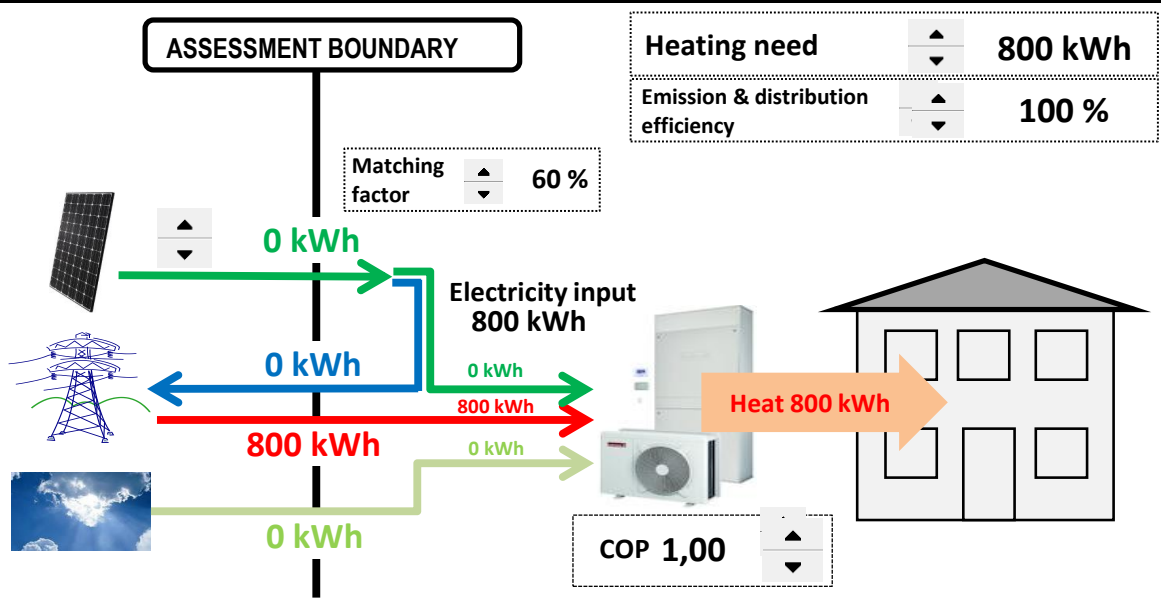 ASSESSMENT BOUNDARY
Heating need
800 kWh
Emission & distribution
efficiency
100 %
Matching
factor
60 %
0 kWh
Electricity input
800 kWh
0 kWh
0 kWh
800 kWh
800 kWh
Heat 800 kWh
0 kWh
0 kWh
COP 1,00